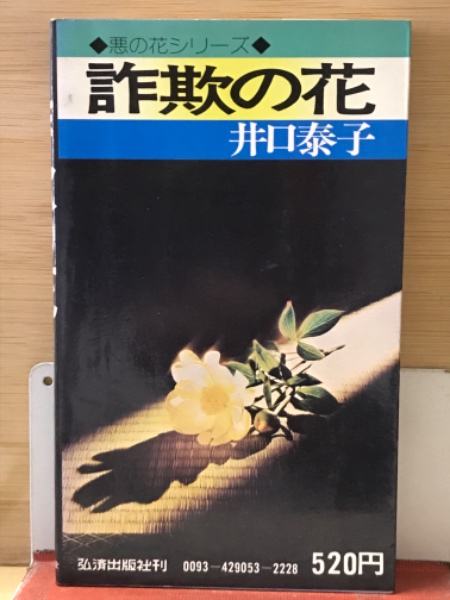 ◆悪の花シリーズ◆
詐欺の花
井口泰子
弘済出版社刊 0093-429053-2228 520円